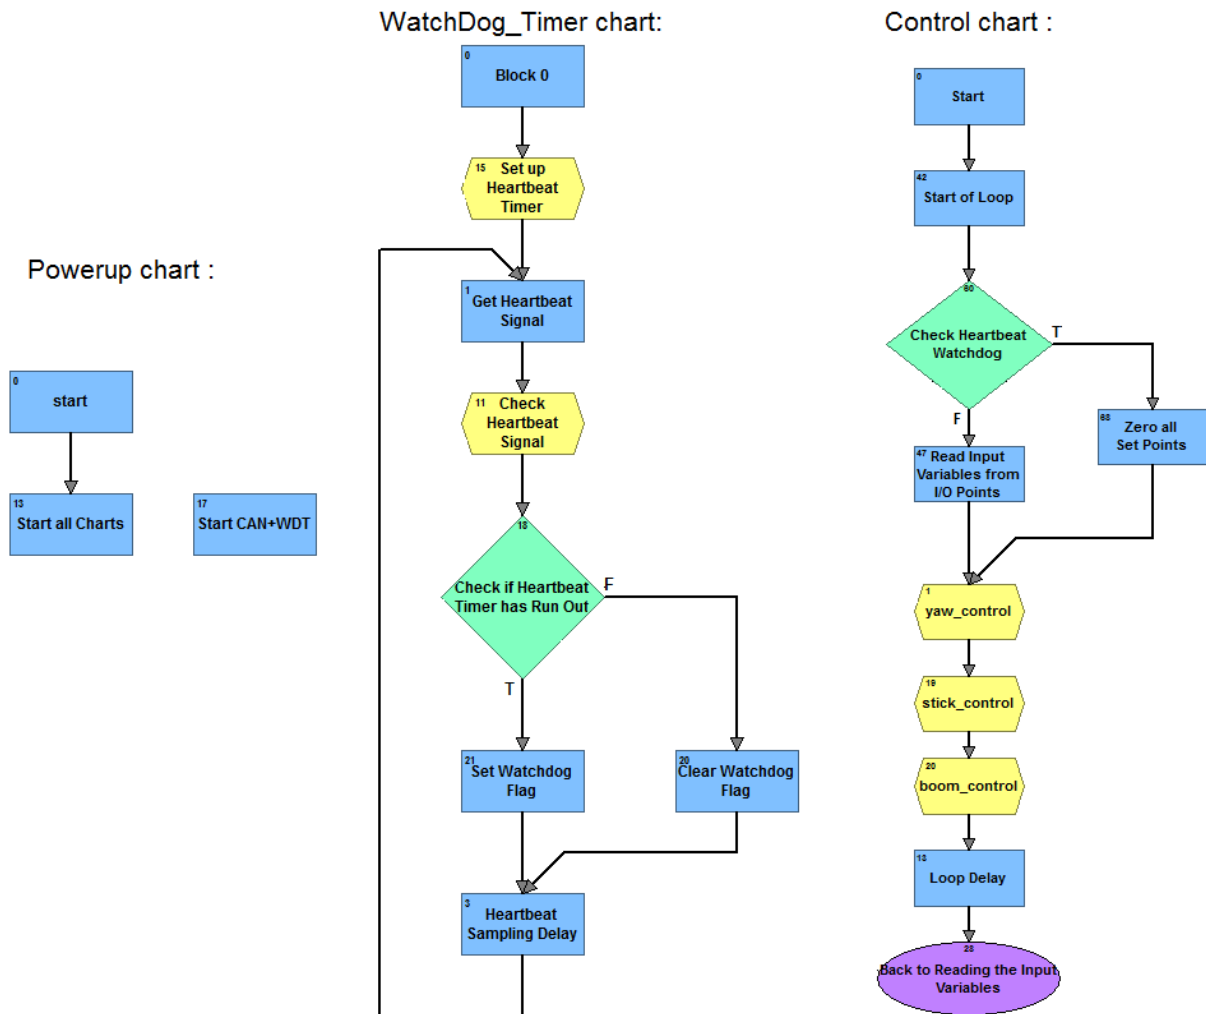 WatchDog_Timer chart:
Control chart :
Powerup chart :
0
start
13
Start all Charts
17
Start CAN+WDT
0
Block 0
15
Set up
Heartbeat
Timer
1
Get Heartbeat
Signal
11
Check
Heartbeat
Signal
18
Check if Heartbeat
Timer has Run Out
F
T
21
Set Watchdog
Flag
20
Clear Watchdog
Flag
3
Heartbeat
Sampling Delay
0
Start
42
Start of Loop
60
Check Heartbeat
Watchdog
T
F
68
Zero all
Set Points
47
Read Input
Variables from
I/O Points
1
yaw_control
19
stick_control
20
boom_control
18
Loop Delay
28
Back to Reading the Input
Variables